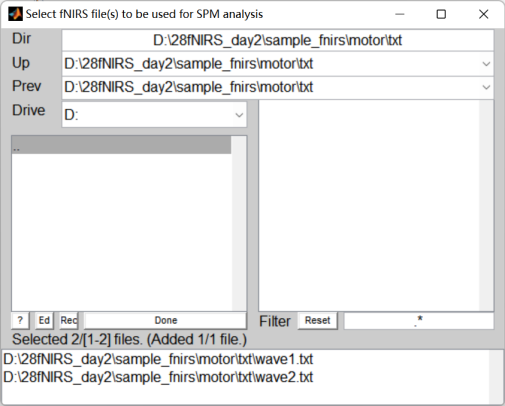 Select fNIRS file(s) to be used for SPM analysis
Dir D:\28fNIRS_day2\sample_fnirs\motor\txt
Up D:\28fNIRS_day2\sample_fnirs\motor\txt
Prev D:\28fNIRS_day2\sample_fnirs\motor\txt
Drive D:
..
? Ed Rec Done Filter Reset .*
Selected 2/[1-2] files. (Added 1/1 file.)
D:\28fNIRS_day2\sample_fnirs\motor\txt\wave1.txt
D:\28fNIRS_day2\sample_fnirs\motor\txt\wave2.txt